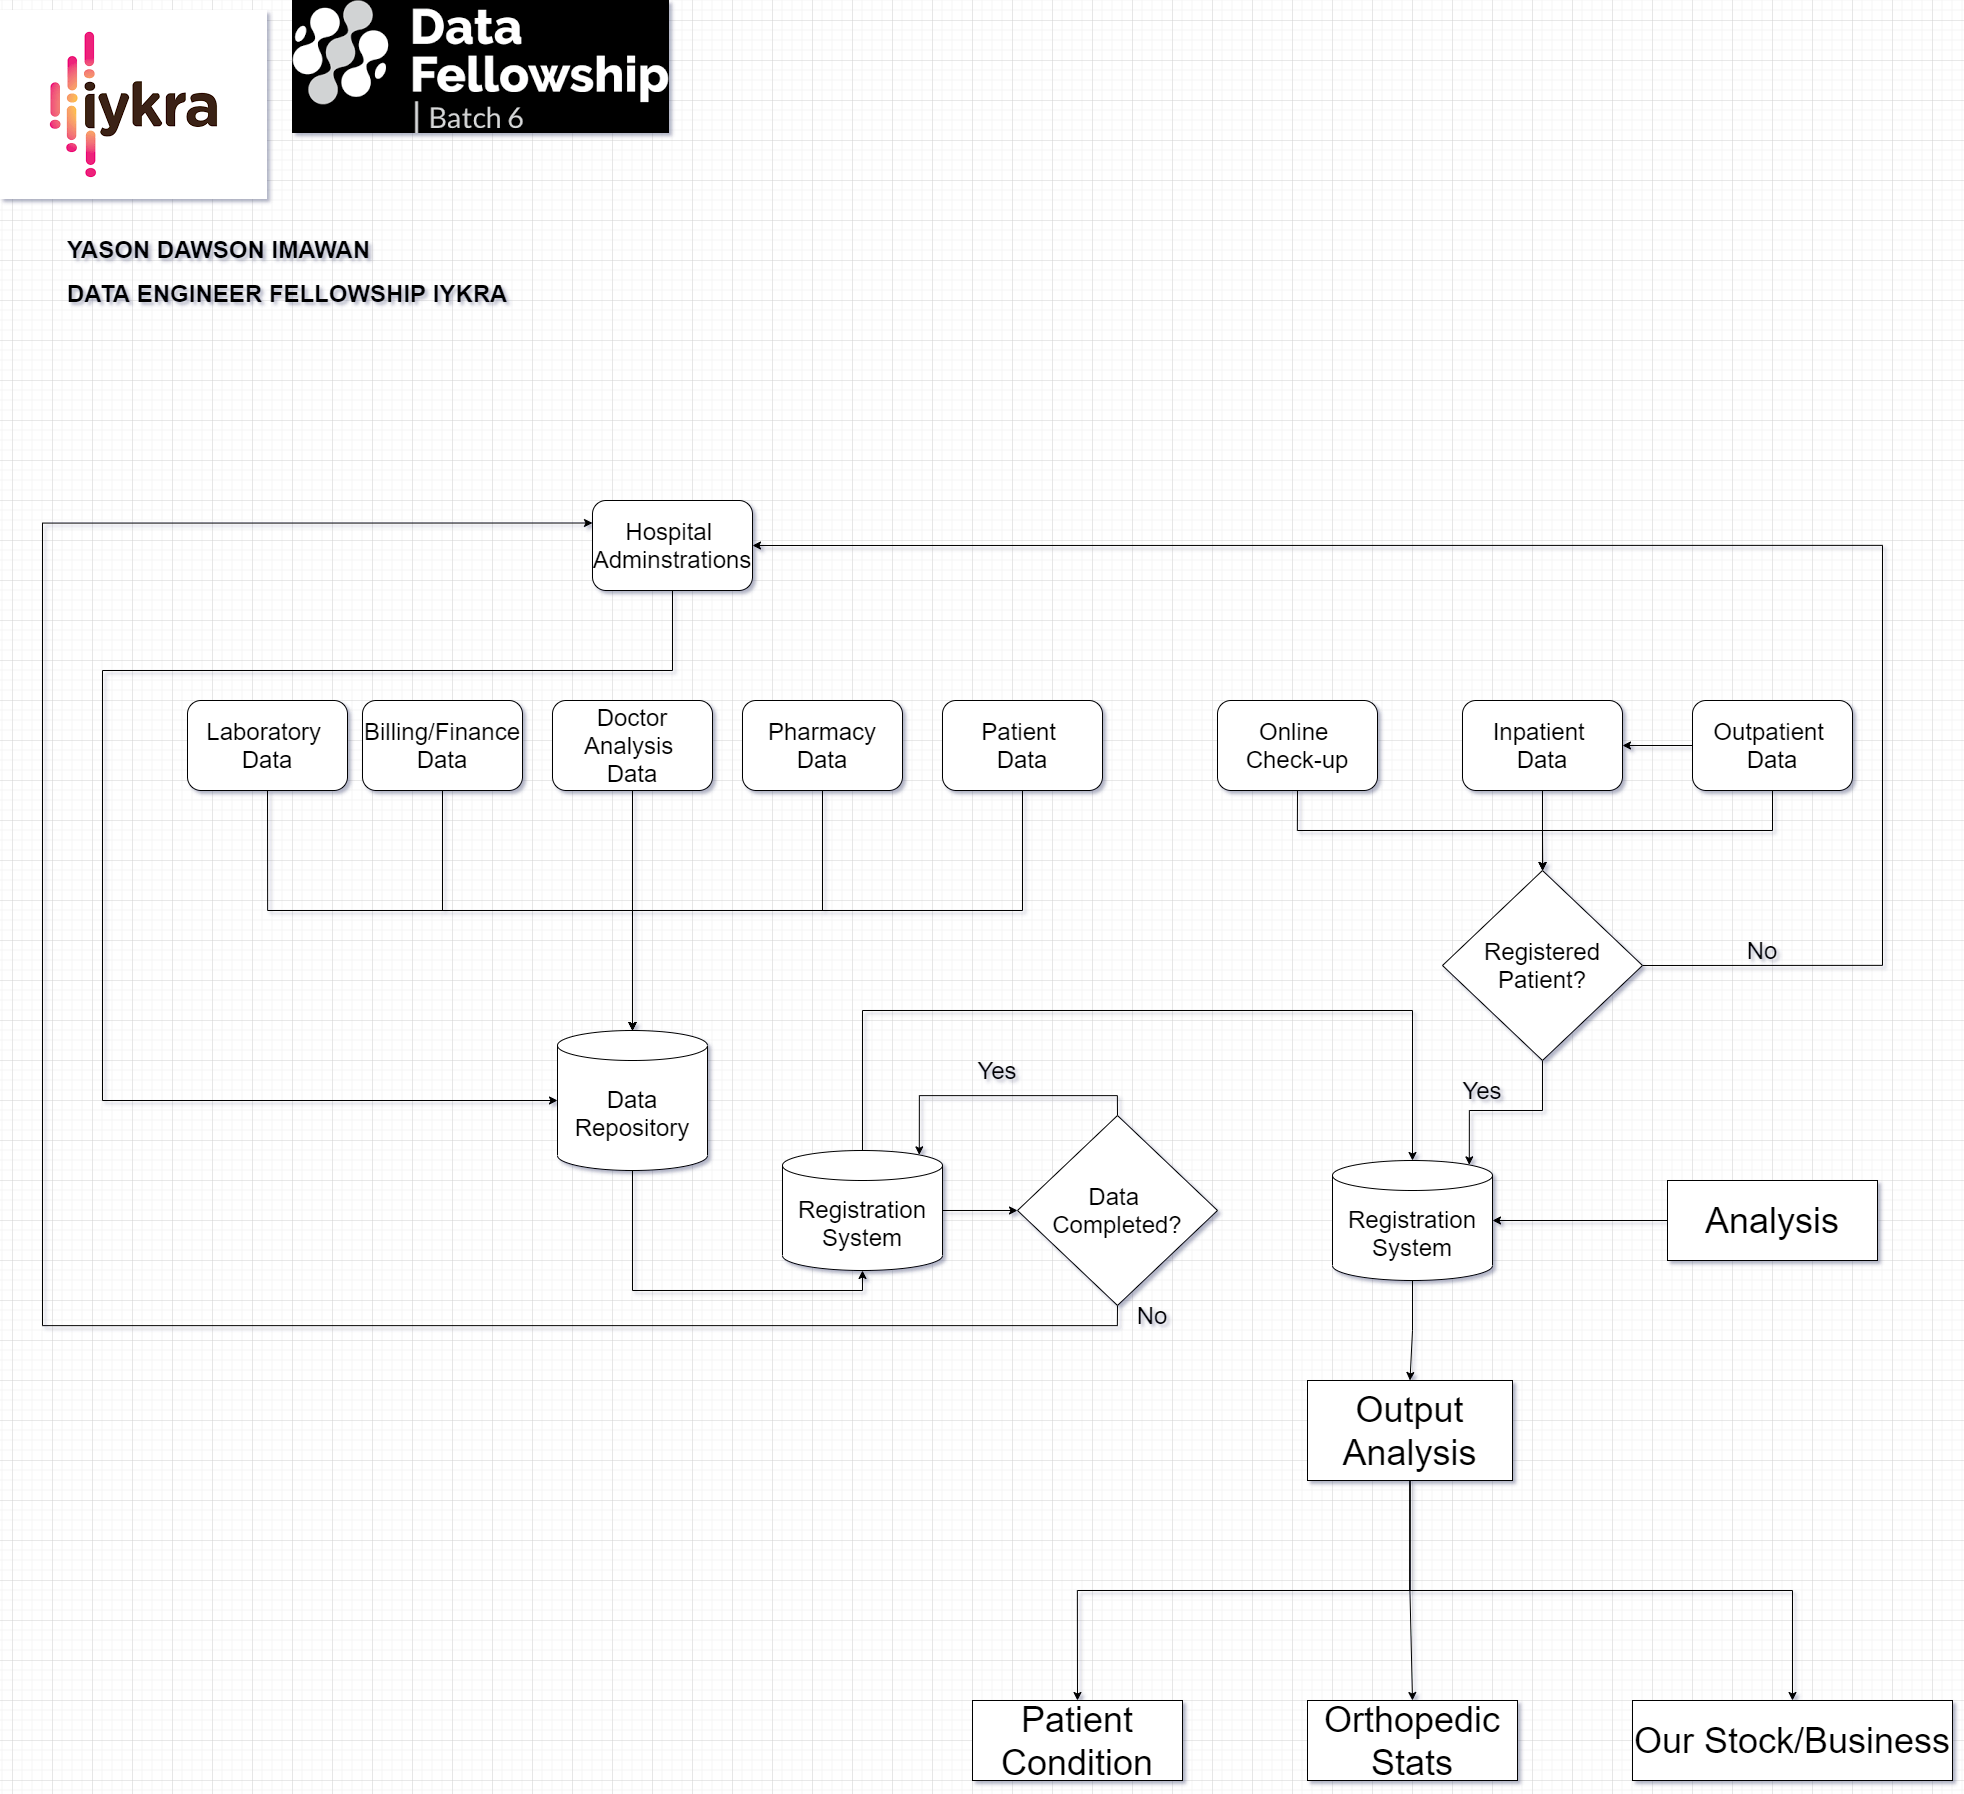 iykra
Data
Fellowship
| Batch 6
YASON DAWSON IMAWAN
DATA ENGINEER FELLOWSHIP IYKRA
Hospital
Adminstrations
Laboratory
Data
Billing/Finance
Data
Doctor
Analysis
Data
Pharmacy
Data
Patient
Data
Online
Check-up
Inpatient
Data
Outpatient
Data
Registered
Patient?
No
Yes
Data
Repository
Yes
Registration
System
Data
Completed?
No
Registration
System
Analysis
Output
Analysis
Patient
Condition
Orthopedic
Stats
Our Stock/Business